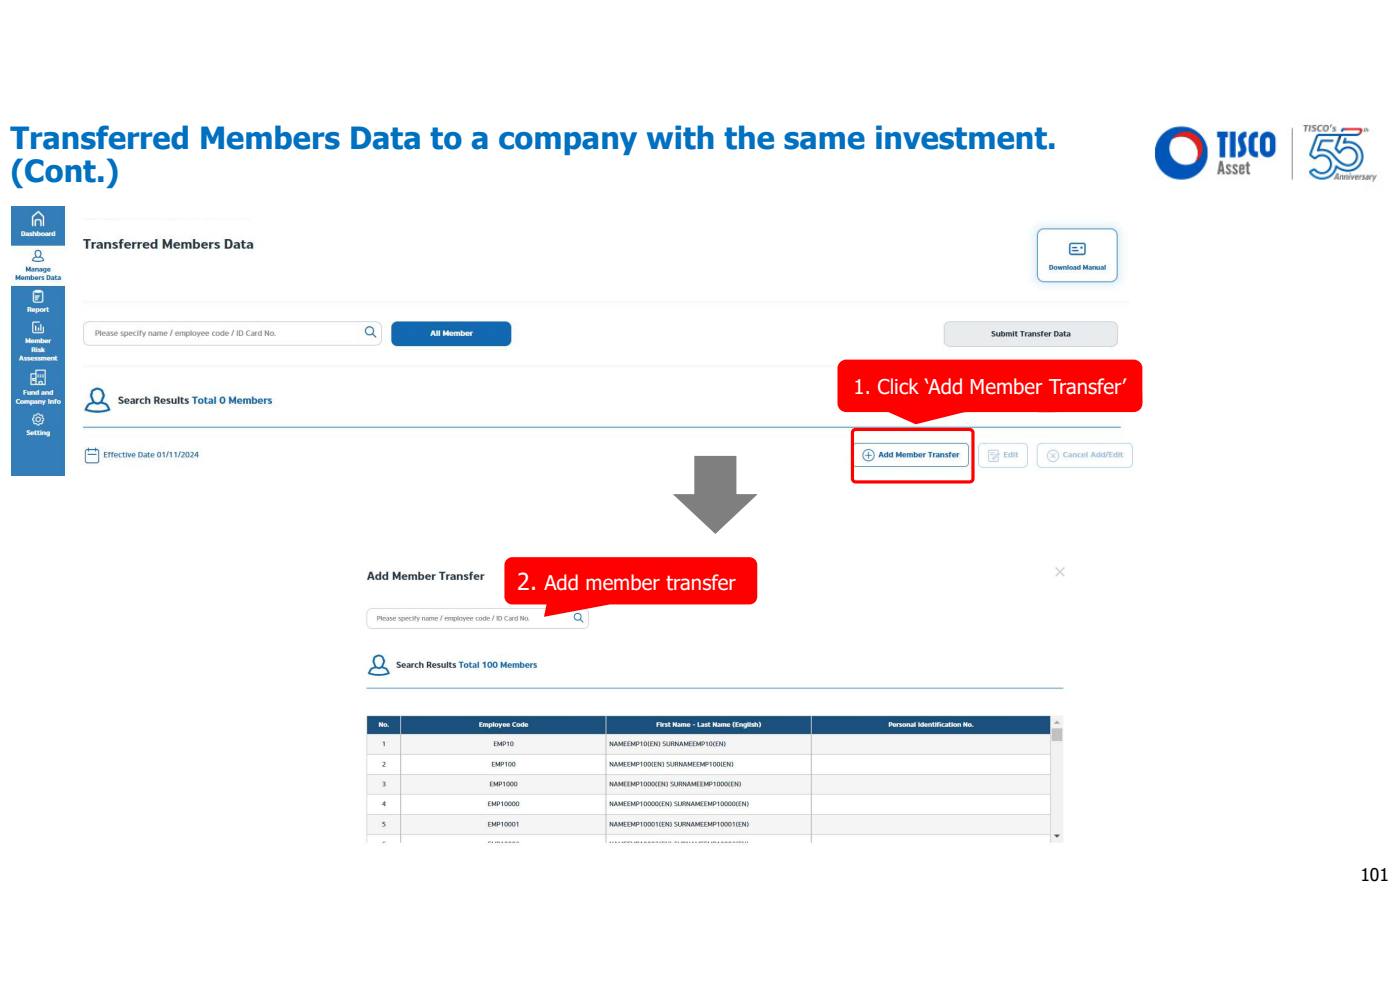 Transferred Members Data to a company with the same investment.
(Cont.)
TISCO
Asset
TISCO's
55th
Anniversary
Dashboard
Manage
Members Data
Report
Member
Risk
Assessment
Fund and
Company Info
Setting
Transferred Members Data
Download Manual
Please specify name / employee code / ID Card No.
All Member
Submit Transfer Data
1. Click ‘Add Member Transfer’
Search Results Total 0 Members
Effective Date 01/11/2024
Add Member Transfer
Edit
Cancel Add/Edit
Add Member Transfer
2. Add member transfer
Please specify name / employee code / ID Card No.
Search Results Total 100 Members
No. Employee Code First Name - Last Name (English) Personal Identification No.
1 EMP10 NAMEEMP10(EN) SURNAMEEMP10(EN)
2 EMP100 NAMEEMP100(EN) SURNAMEEMP100(EN)
3 EMP1000 NAMEEMP1000(EN) SURNAMEEMP1000(EN)
4 EMP10000 NAMEEMP10000(EN) SURNAMEEMP10000(EN)
5 EMP10001 NAMEEMP10001(EN) SURNAMEEMP10001(EN)
101